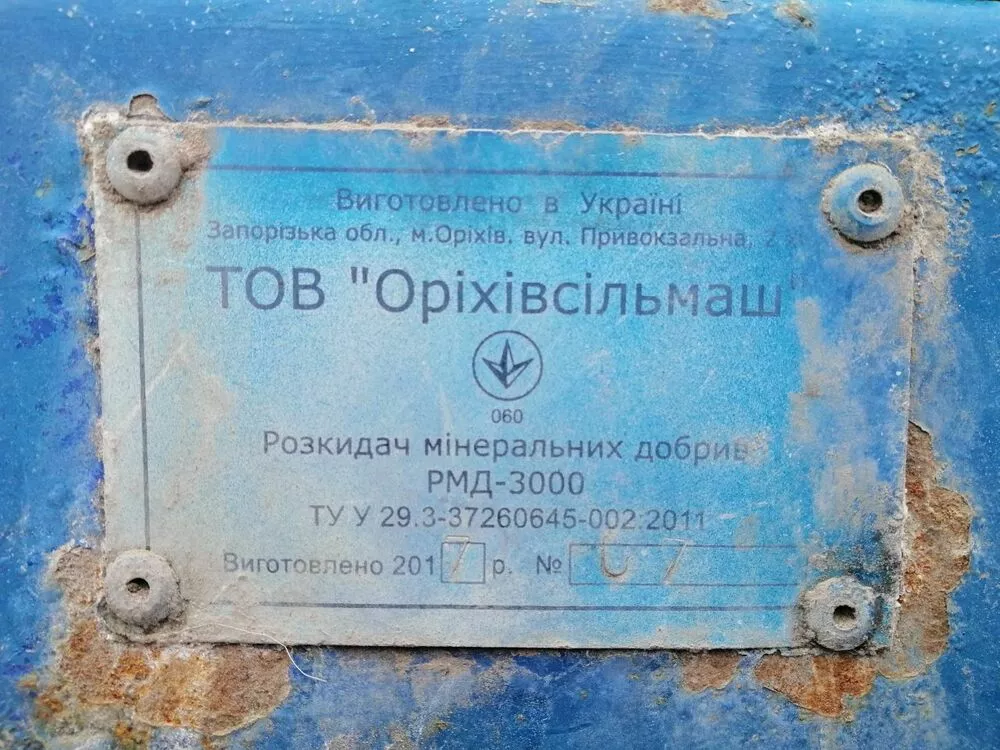 Виготовлено в Україні
Запорізька обл., м.Оріхів, вул. Привокзальна,
ТОВ "Оріхівсільмаш"
060
Розкидач мінеральних добрив
РМД-3000
ТУ У 29.3-37260645-002:2011
Виготовлено 2017 р. №